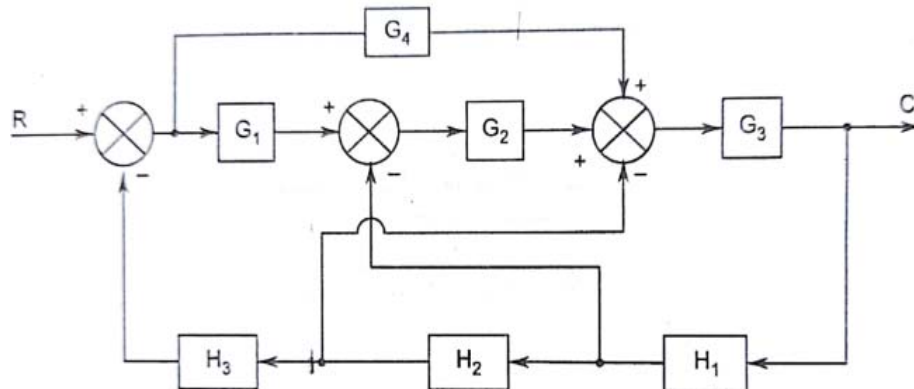 G₄
+
R
+
G₁
+
G₂
+
G₃
C
−
−
−
H₃
H₂
H₁